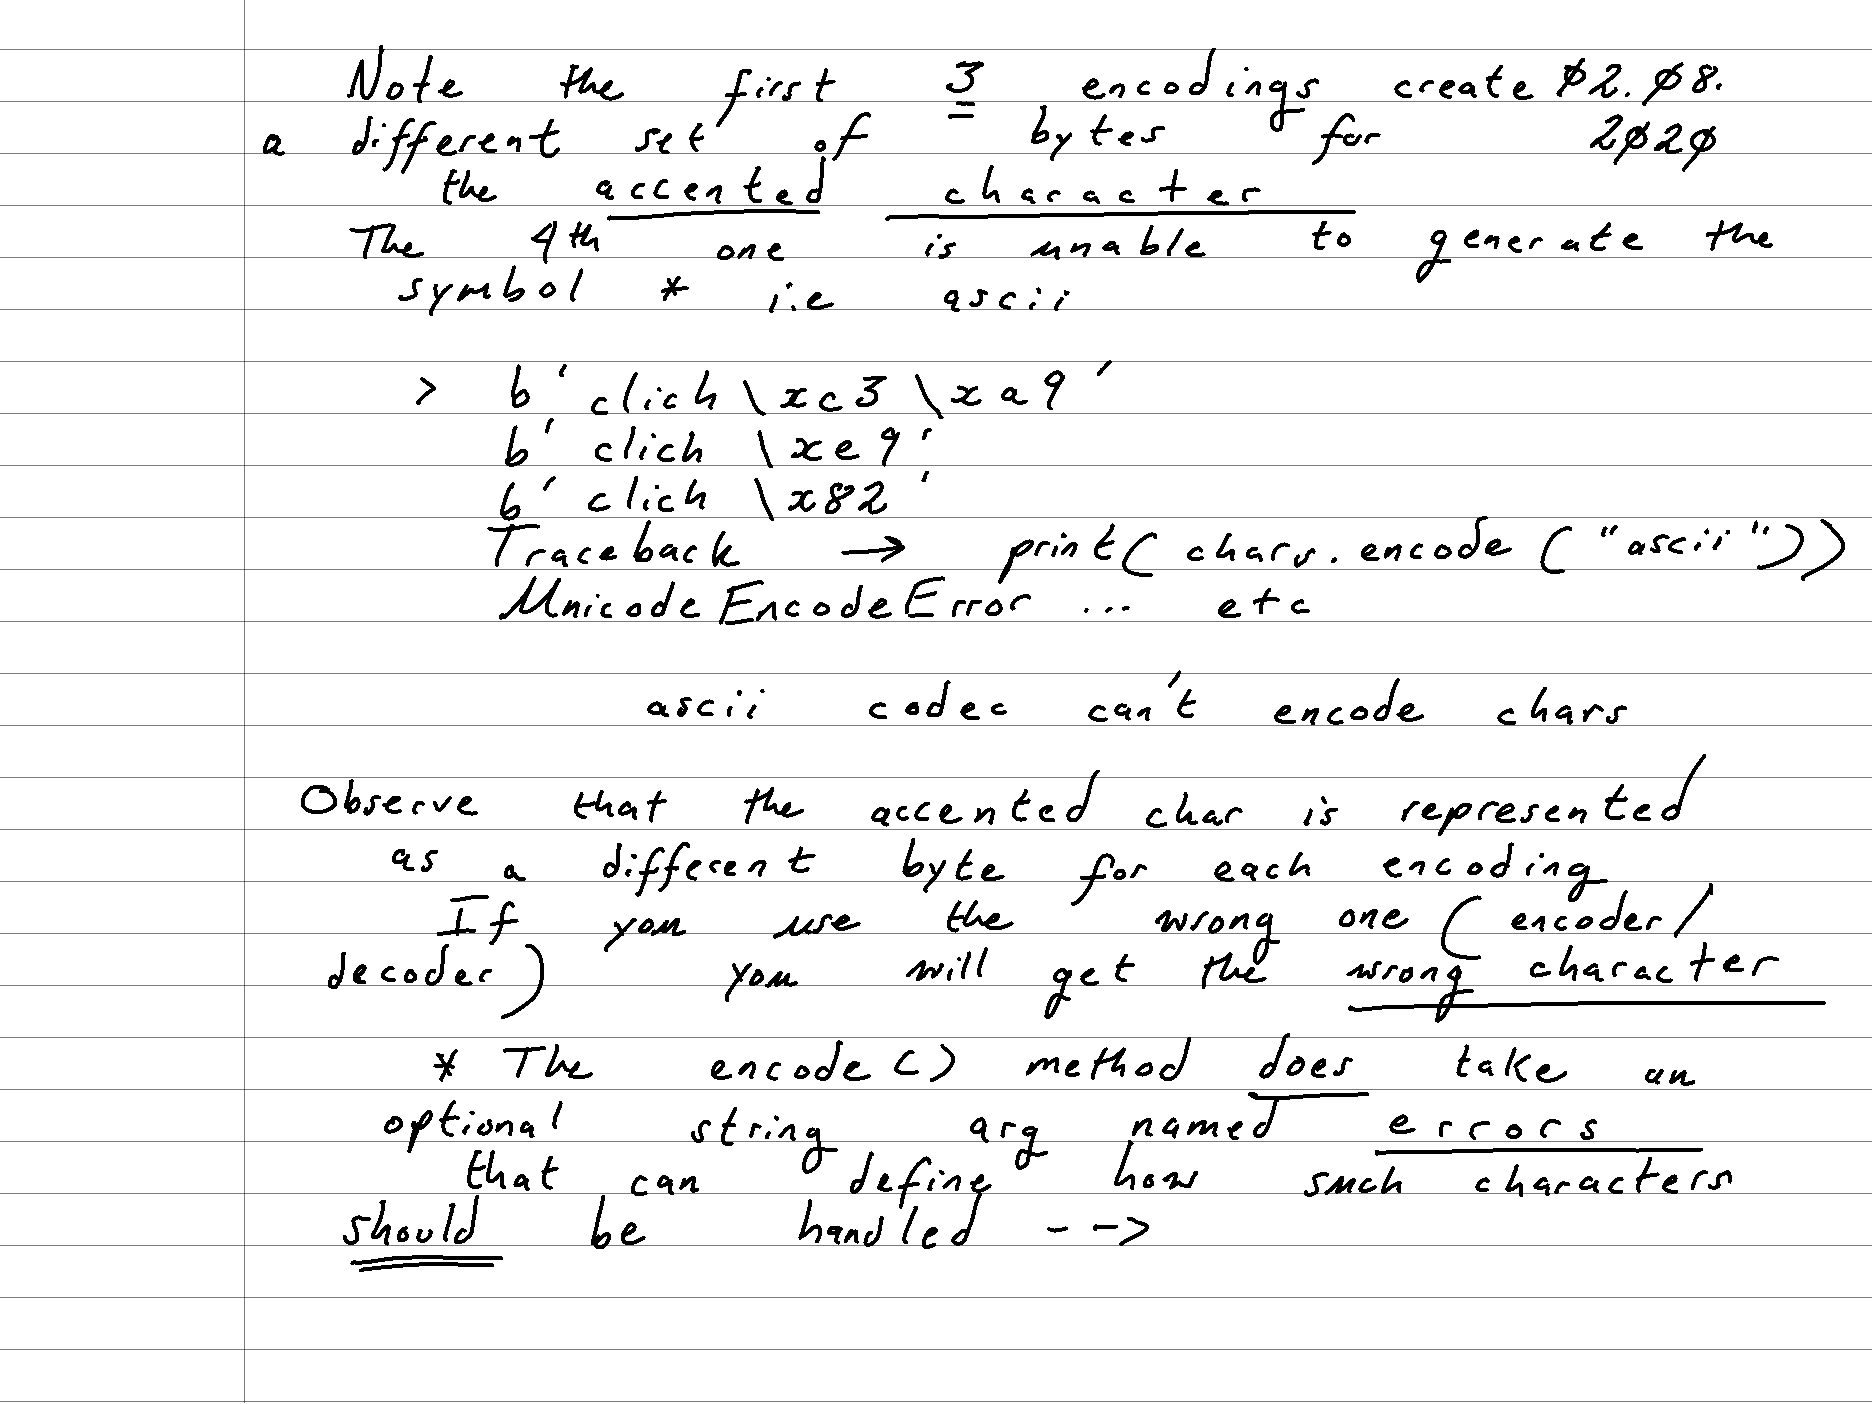 Note the first 3 encodings create 02.08.
a different set of bytes for 2020
the accented character
The 4th one is unable to generate the
symbol * i.e ascii
> b'clich\xc3\xa9'
b'clich\xe9'
b'clich\x82'
Traceback → print(chars.encode("ascii"))
UnicodeEncodeError ... etc
ascii codec can't encode chars
Observe that the accented char is represented
as a different byte for each encoding
If you use the wrong one (encoder/
decoder) you will get the wrong character
* The encode() method does take an
optional string arg named errors
that can define how such characters
should be handled -->